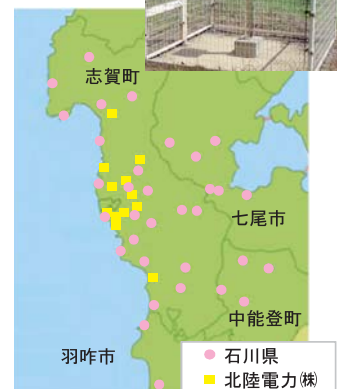 志賀町
七尾市
中能登町
羽咋市
石川県
北陸電力㈱